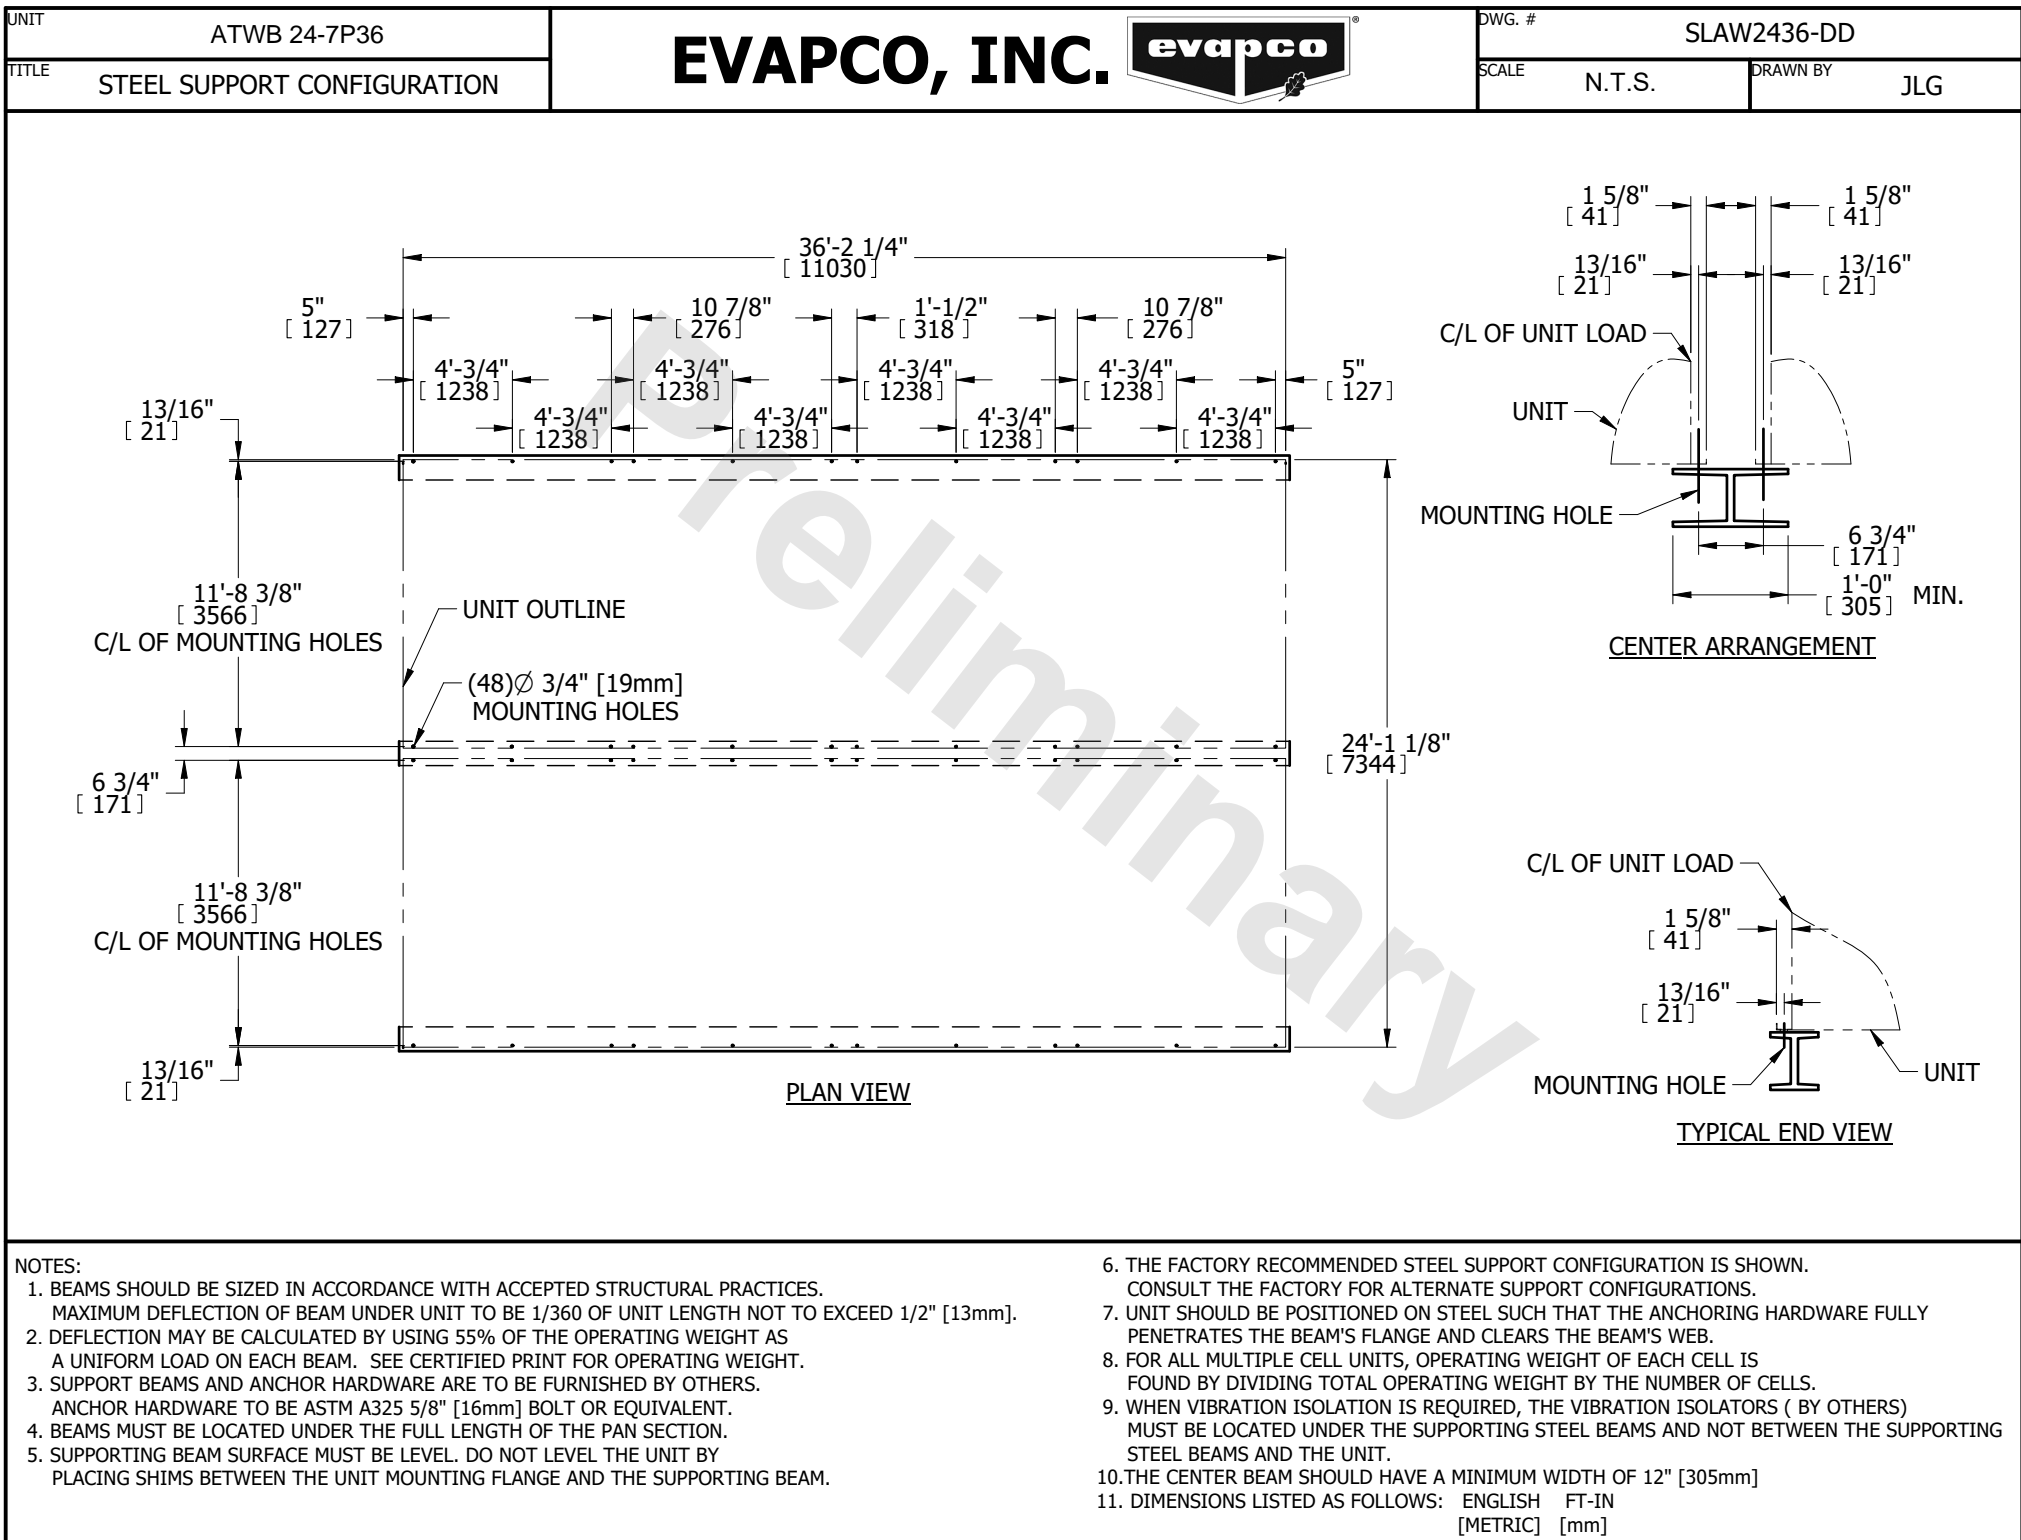 UNIT
ATWB 24-7P36
TITLE
STEEL SUPPORT CONFIGURATION
EVAPCO, INC.
evapco
®
DWG. #
SLAW2436-DD
SCALE
N.T.S.
DRAWN BY
JLG
36'-2 1/4"
[ 11030 ]
5"
[ 127 ]
10 7/8"
[ 276 ]
1'-1/2"
[ 318 ]
10 7/8"
[ 276 ]
4'-3/4"
[ 1238 ]
4'-3/4"
[ 1238 ]
4'-3/4"
[ 1238 ]
4'-3/4"
[ 1238 ]
5"
[ 127 ]
4'-3/4"
[ 1238 ]
4'-3/4"
[ 1238 ]
4'-3/4"
[ 1238 ]
4'-3/4"
[ 1238 ]
13/16"
[ 21 ]
11'-8 3/8"
[ 3566 ]
C/L OF MOUNTING HOLES
UNIT OUTLINE
(48)Ø 3/4" [19mm]
MOUNTING HOLES
6 3/4"
[ 171 ]
24'-1 1/8"
[ 7344 ]
11'-8 3/8"
[ 3566 ]
C/L OF MOUNTING HOLES
13/16"
[ 21 ]
PLAN VIEW
Preliminary
1 5/8"
[ 41 ]
1 5/8"
[ 41 ]
13/16"
[ 21 ]
13/16"
[ 21 ]
C/L OF UNIT LOAD
UNIT
MOUNTING HOLE
6 3/4"
[ 171 ]
1'-0"
[ 305 ]
MIN.
CENTER ARRANGEMENT
C/L OF UNIT LOAD
1 5/8"
[ 41 ]
13/16"
[ 21 ]
MOUNTING HOLE
UNIT
TYPICAL END VIEW
NOTES:
1. BEAMS SHOULD BE SIZED IN ACCORDANCE WITH ACCEPTED STRUCTURAL PRACTICES.
MAXIMUM DEFLECTION OF BEAM UNDER UNIT TO BE 1/360 OF UNIT LENGTH NOT TO EXCEED 1/2" [13mm].
2. DEFLECTION MAY BE CALCULATED BY USING 55% OF THE OPERATING WEIGHT AS
A UNIFORM LOAD ON EACH BEAM. SEE CERTIFIED PRINT FOR OPERATING WEIGHT.
3. SUPPORT BEAMS AND ANCHOR HARDWARE ARE TO BE FURNISHED BY OTHERS.
ANCHOR HARDWARE TO BE ASTM A325 5/8" [16mm] BOLT OR EQUIVALENT.
4. BEAMS MUST BE LOCATED UNDER THE FULL LENGTH OF THE PAN SECTION.
5. SUPPORTING BEAM SURFACE MUST BE LEVEL. DO NOT LEVEL THE UNIT BY
PLACING SHIMS BETWEEN THE UNIT MOUNTING FLANGE AND THE SUPPORTING BEAM.
6. THE FACTORY RECOMMENDED STEEL SUPPORT CONFIGURATION IS SHOWN.
CONSULT THE FACTORY FOR ALTERNATE SUPPORT CONFIGURATIONS.
7. UNIT SHOULD BE POSITIONED ON STEEL SUCH THAT THE ANCHORING HARDWARE FULLY
PENETRATES THE BEAM'S FLANGE AND CLEARS THE BEAM'S WEB.
8. FOR ALL MULTIPLE CELL UNITS, OPERATING WEIGHT OF EACH CELL IS
FOUND BY DIVIDING TOTAL OPERATING WEIGHT BY THE NUMBER OF CELLS.
9. WHEN VIBRATION ISOLATION IS REQUIRED, THE VIBRATION ISOLATORS ( BY OTHERS)
MUST BE LOCATED UNDER THE SUPPORTING STEEL BEAMS AND NOT BETWEEN THE SUPPORTING
STEEL BEAMS AND THE UNIT.
10.THE CENTER BEAM SHOULD HAVE A MINIMUM WIDTH OF 12" [305mm]
11. DIMENSIONS LISTED AS FOLLOWS: ENGLISH FT-IN
[METRIC] [mm]